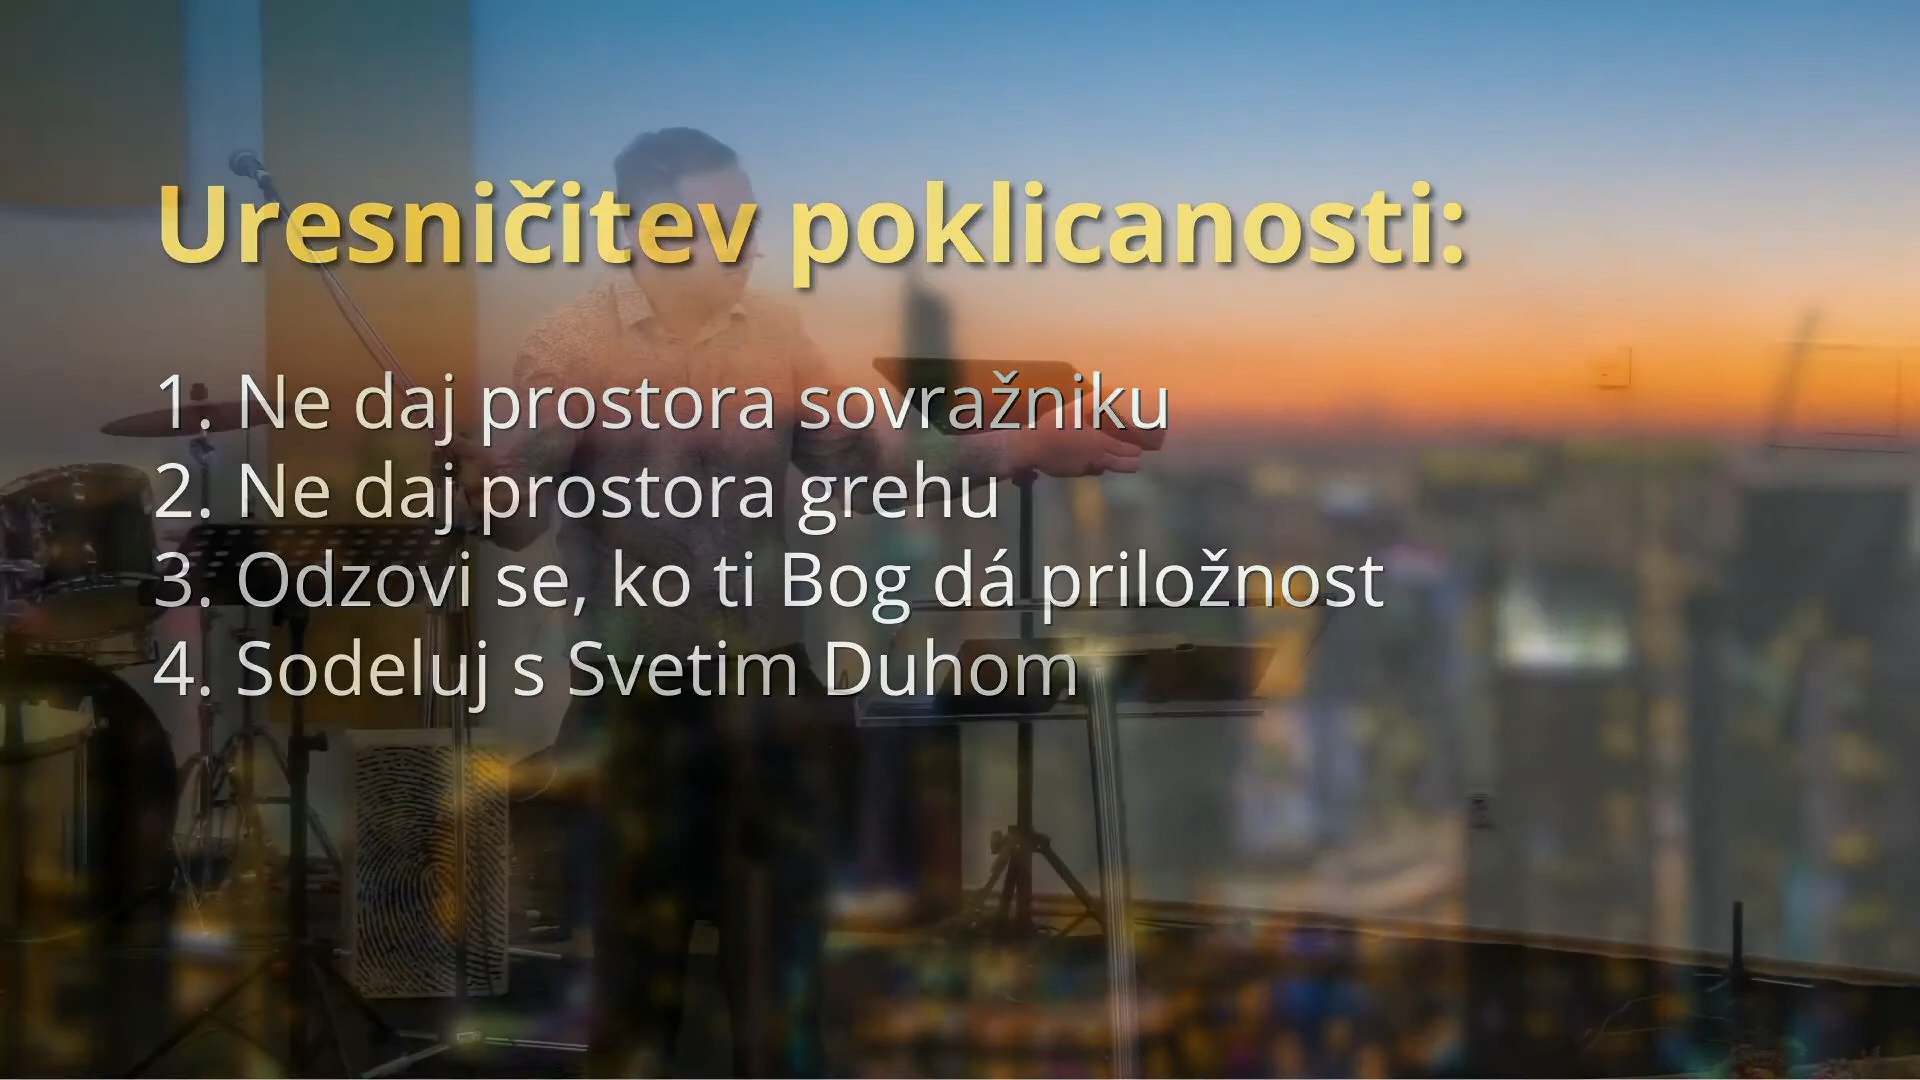 Uresničitev poklicanosti:
1. Ne daj prostora sovražniku
2. Ne daj prostora grehu
3. Odzovi se, ko ti Bog dá priložnost
4. Sodeluj s Svetim Duhom